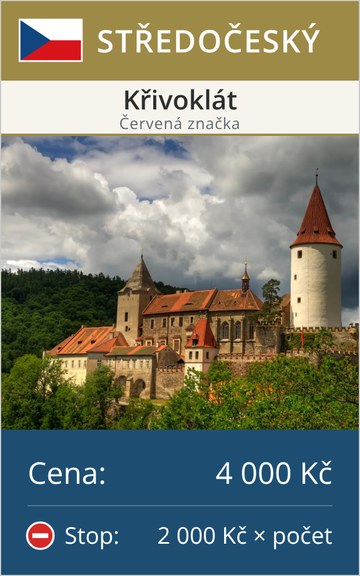 STŘEDOČESKÝ
Křivoklát
Červená značka
Cena: 4 000 Kč
Stop: 2 000 Kč × počet